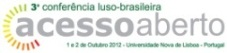 3ª conferência luso-brasileira
acessoaberto
1 e 2 de Outubro 2012 - Universidade Nova de Lisboa - Portugal